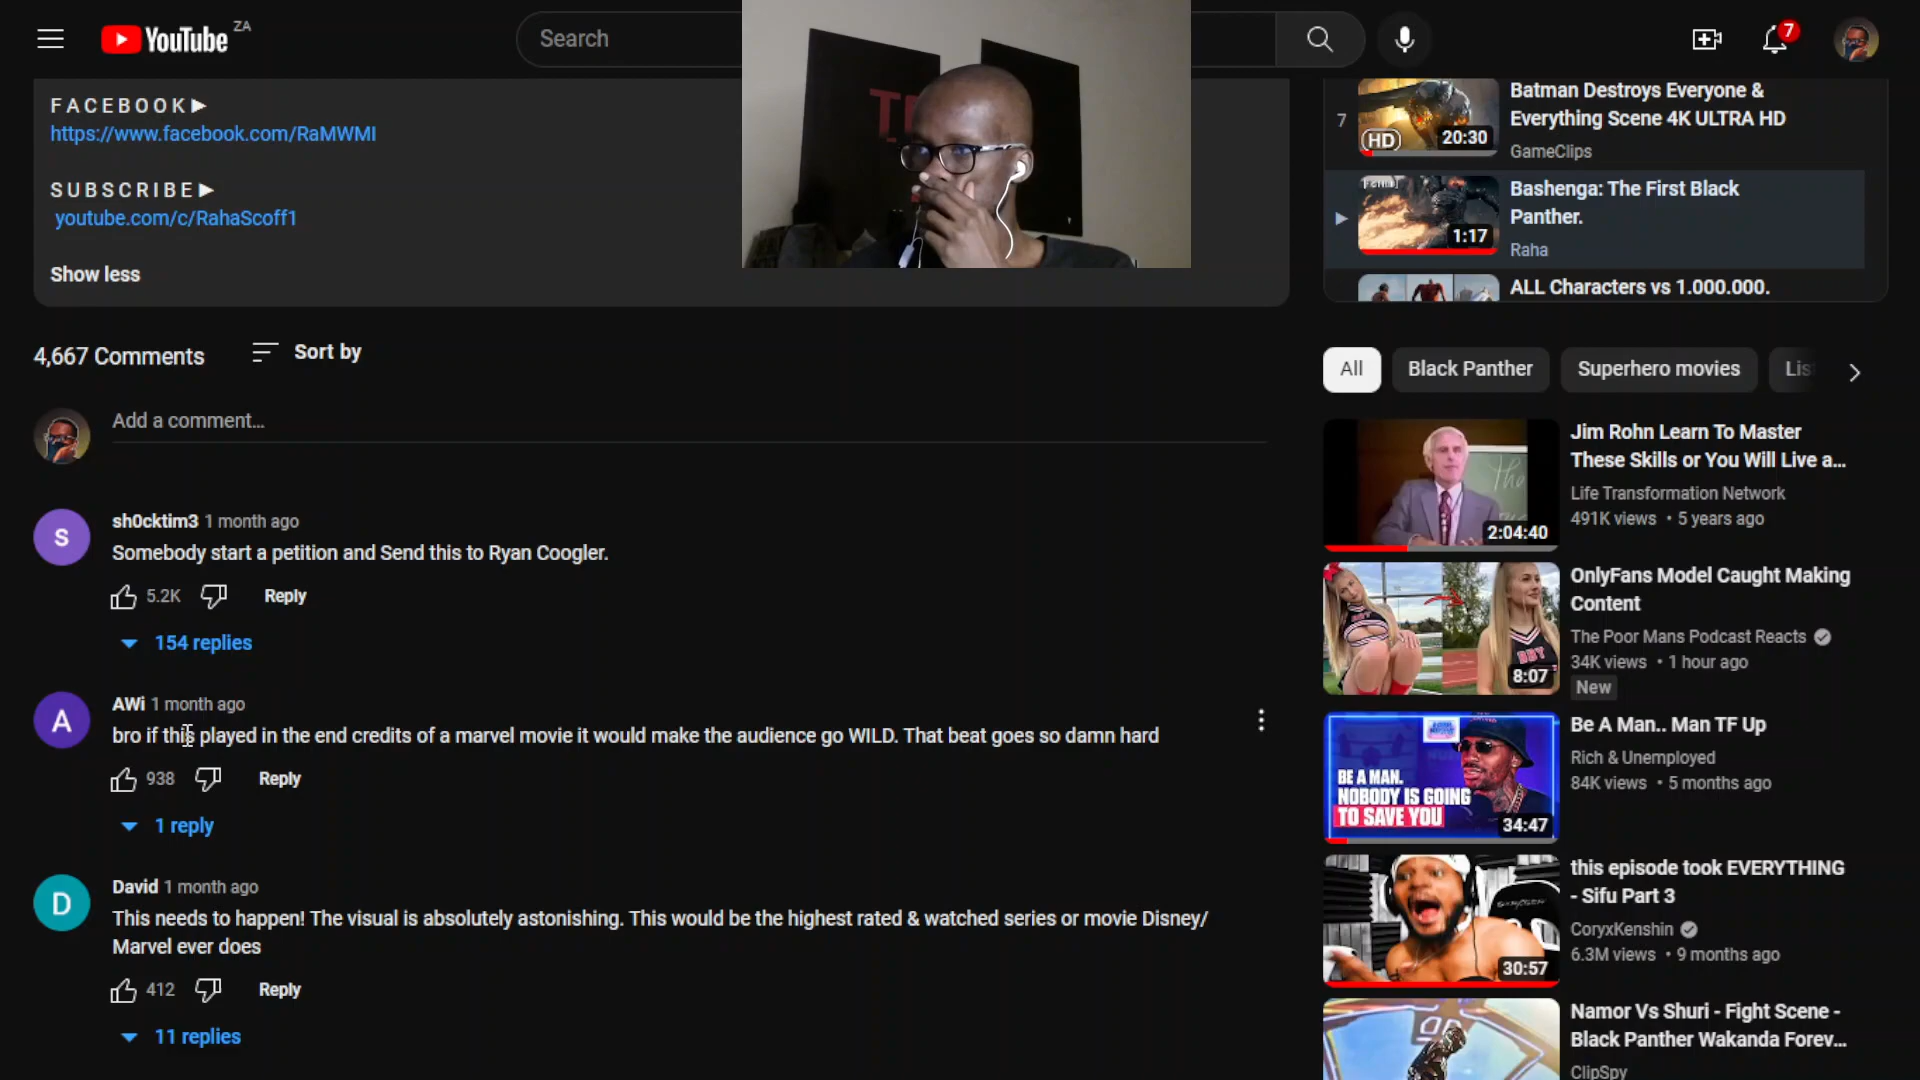 YouTube ZA
Search
7
FACEBOOK▶
https://www.facebook.com/RaMWMI
SUBSCRIBE▶
youtube.com/c/RahaScoff1
Show less
4,667 Comments
Sort by
Add a comment...
S
sh0cktim3 1 month ago
Somebody start a petition and Send this to Ryan Coogler.
5.2K Reply
154 replies
A
AWi 1 month ago
bro if this played in the end credits of a marvel movie it would make the audience go WILD. That beat goes so damn hard
938 Reply
1 reply
D
David 1 month ago
This needs to happen! The visual is absolutely astonishing. This would be the highest rated & watched series or movie Disney/
Marvel ever does
412 Reply
11 replies
7
HD
20:30
Batman Destroys Everyone &
Everything Scene 4K ULTRA HD
GameClips
1:17
Bashenga: The First Black
Panther.
Raha
ALL Characters vs 1.000.000.
All Black Panther Superhero movies
2:04:40
Jim Rohn Learn To Master
These Skills or You Will Live a...
Life Transformation Network
491K views • 5 years ago
8:07
OnlyFans Model Caught Making
Content
The Poor Mans Podcast Reacts
34K views • 1 hour ago
New
BE A MAN.
NOBODY IS GOING
TO SAVE YOU
34:47
Be A Man.. Man TF Up
Rich & Unemployed
84K views • 5 months ago
30:57
this episode took EVERYTHING
- Sifu Part 3
CoryxKenshin
6.3M views • 9 months ago
Namor Vs Shuri - Fight Scene -
Black Panther Wakanda Forev...
ClipSpy